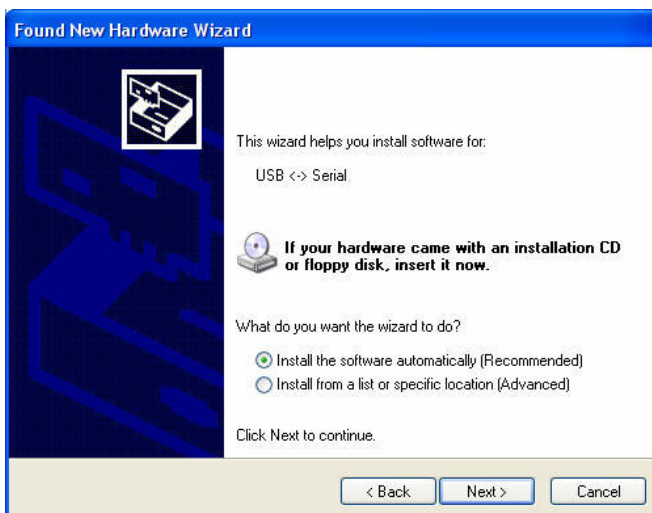 Found New Hardware Wizard
This wizard helps you install software for:
USB <-> Serial
If your hardware came with an installation CD
or floppy disk, insert it now.
What do you want the wizard to do?
Install the software automatically (Recommended)
Install from a list or specific location (Advanced)
Click Next to continue.
< Back
Next >
Cancel